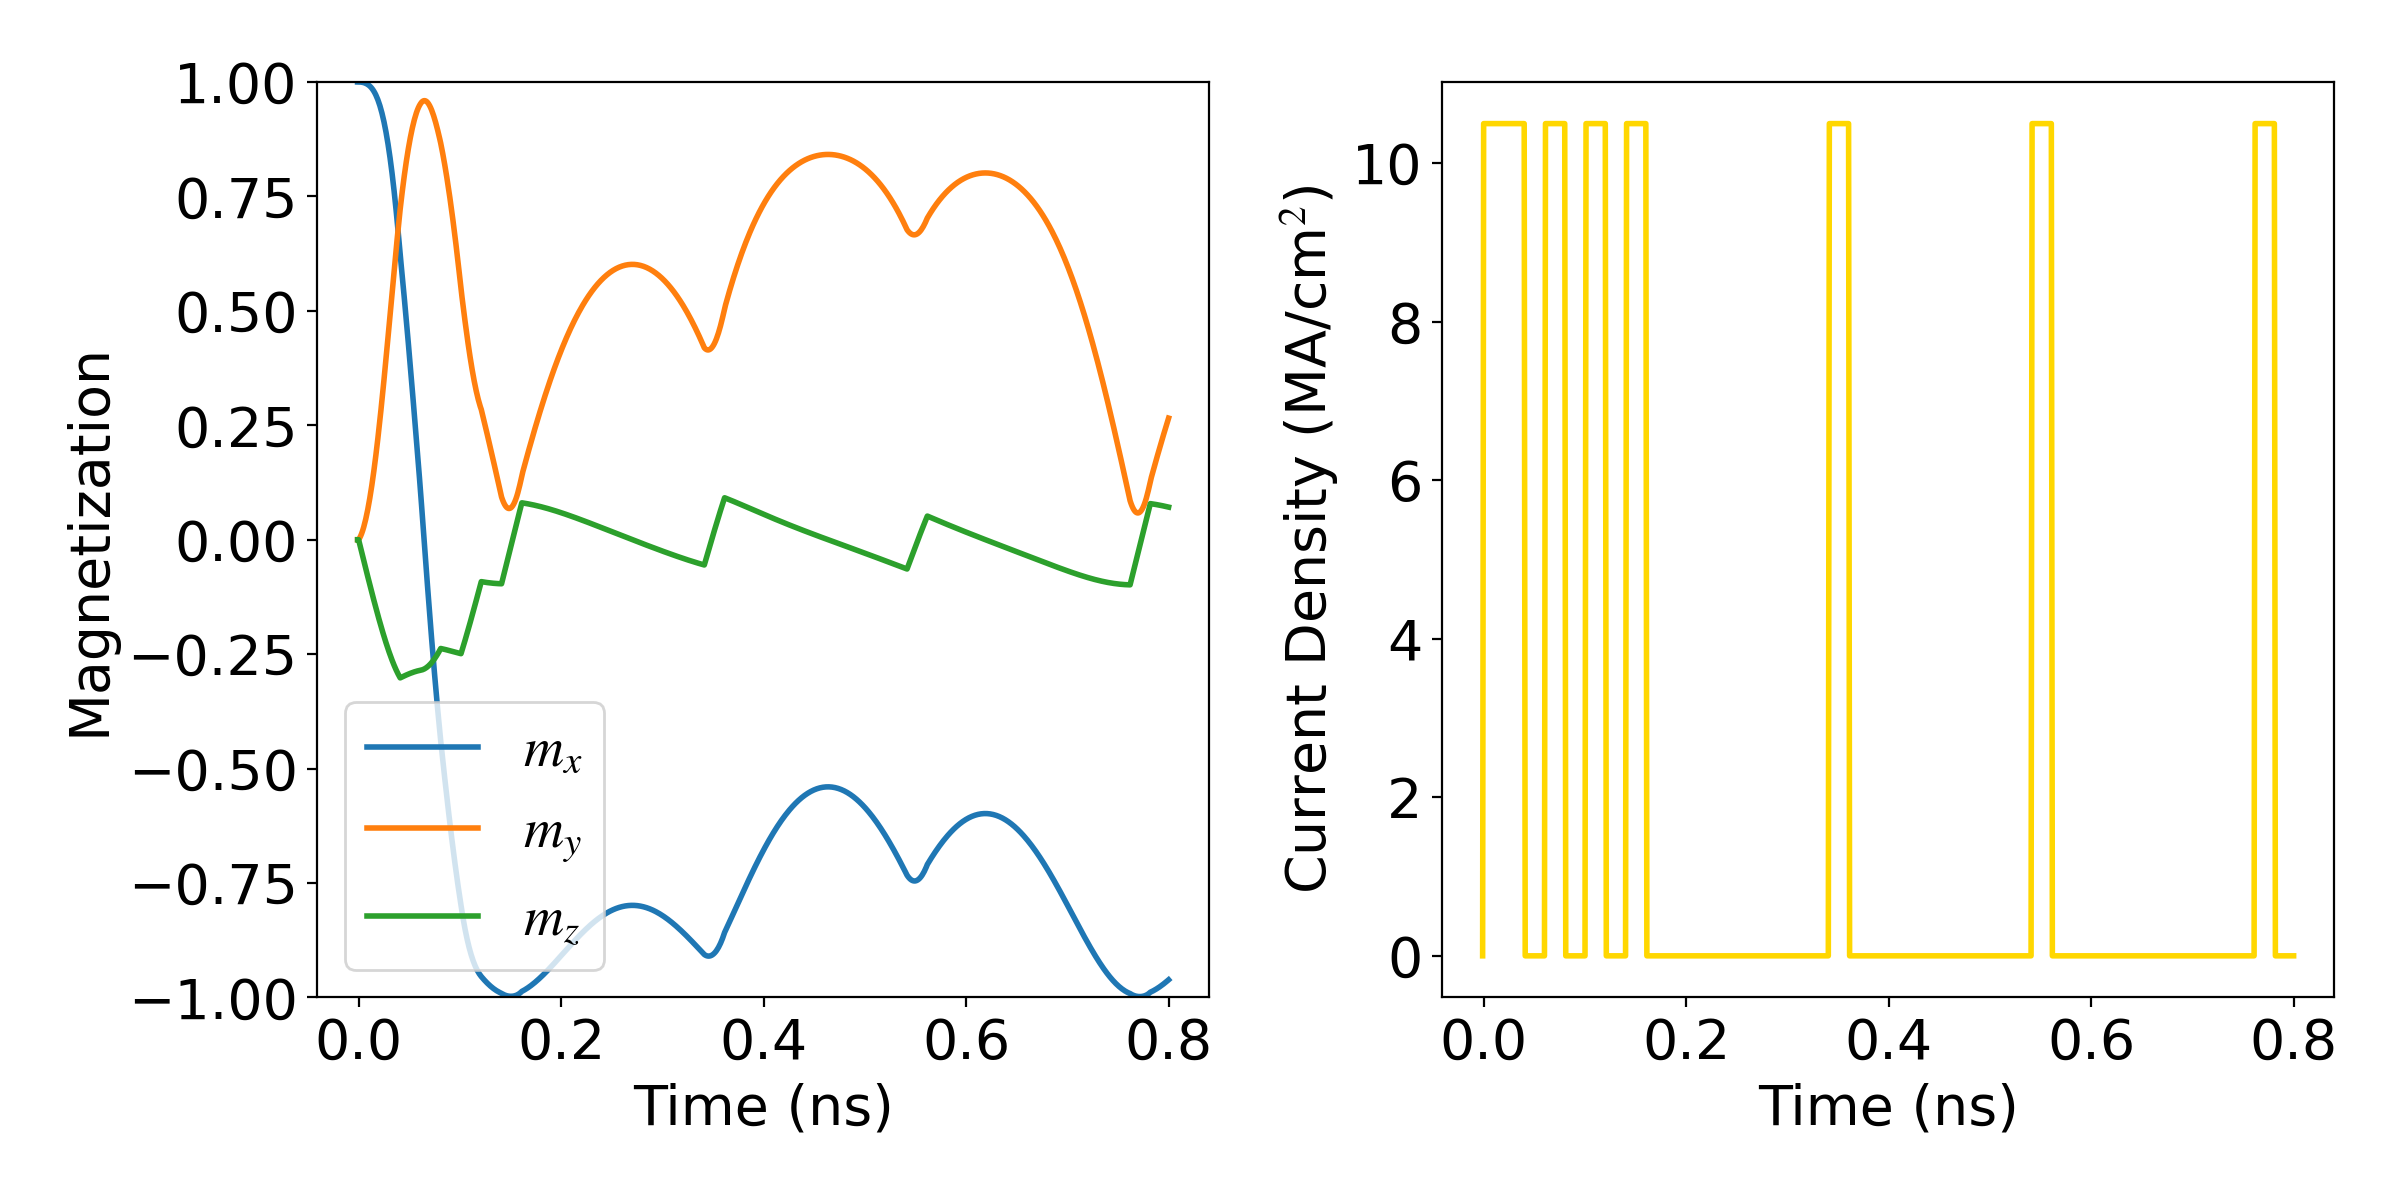 Magnetization
1.00
0.75
0.50
0.25
0.00
−0.25
−0.50
−0.75
−1.00
m_x
m_y
m_z
0.0 0.2 0.4 0.6 0.8
Time (ns)
Current Density (MA/cm²)
10
8
6
4
2
0
0.0 0.2 0.4 0.6 0.8
Time (ns)